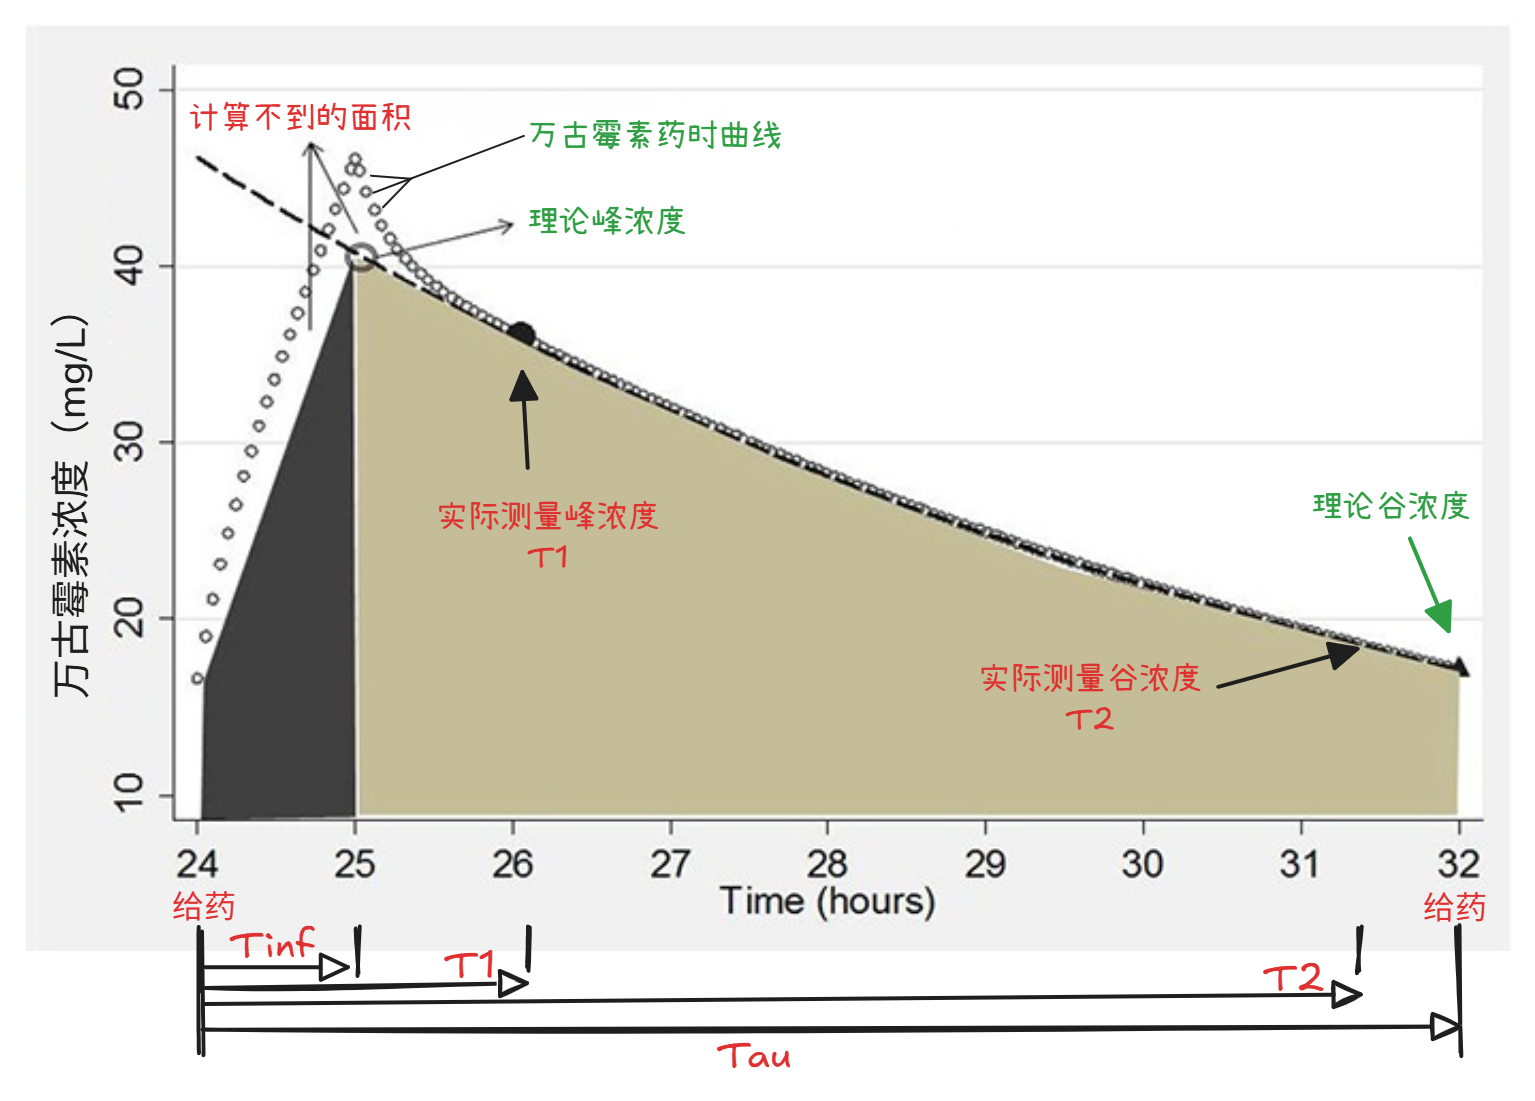 50
计算不到的面积
万古霉素药时曲线
理论峰浓度
40
万古霉素浓度（mg/L）
30
实际测量峰浓度
T1
理论谷浓度
20
实际测量谷浓度
T2
10
24 25 26 27 28 29 30 31 32
Time (hours)
给药 给药
Tinf
T1
T2
Tau